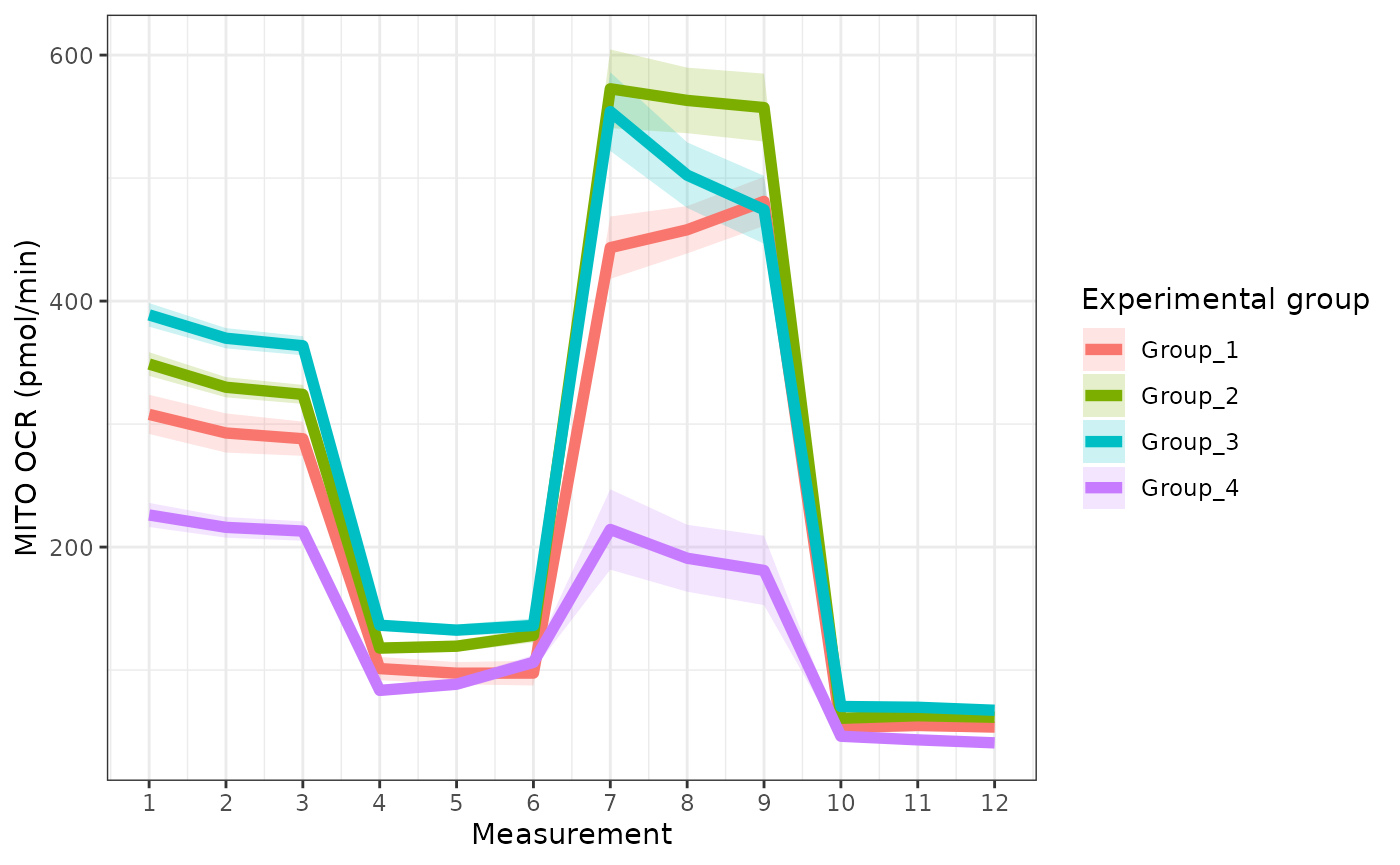 MITO OCR (pmol/min)
600
400
200
1 2 3 4 5 6 7 8 9 10 11 12
Measurement
Experimental group
Group_1
Group_2
Group_3
Group_4